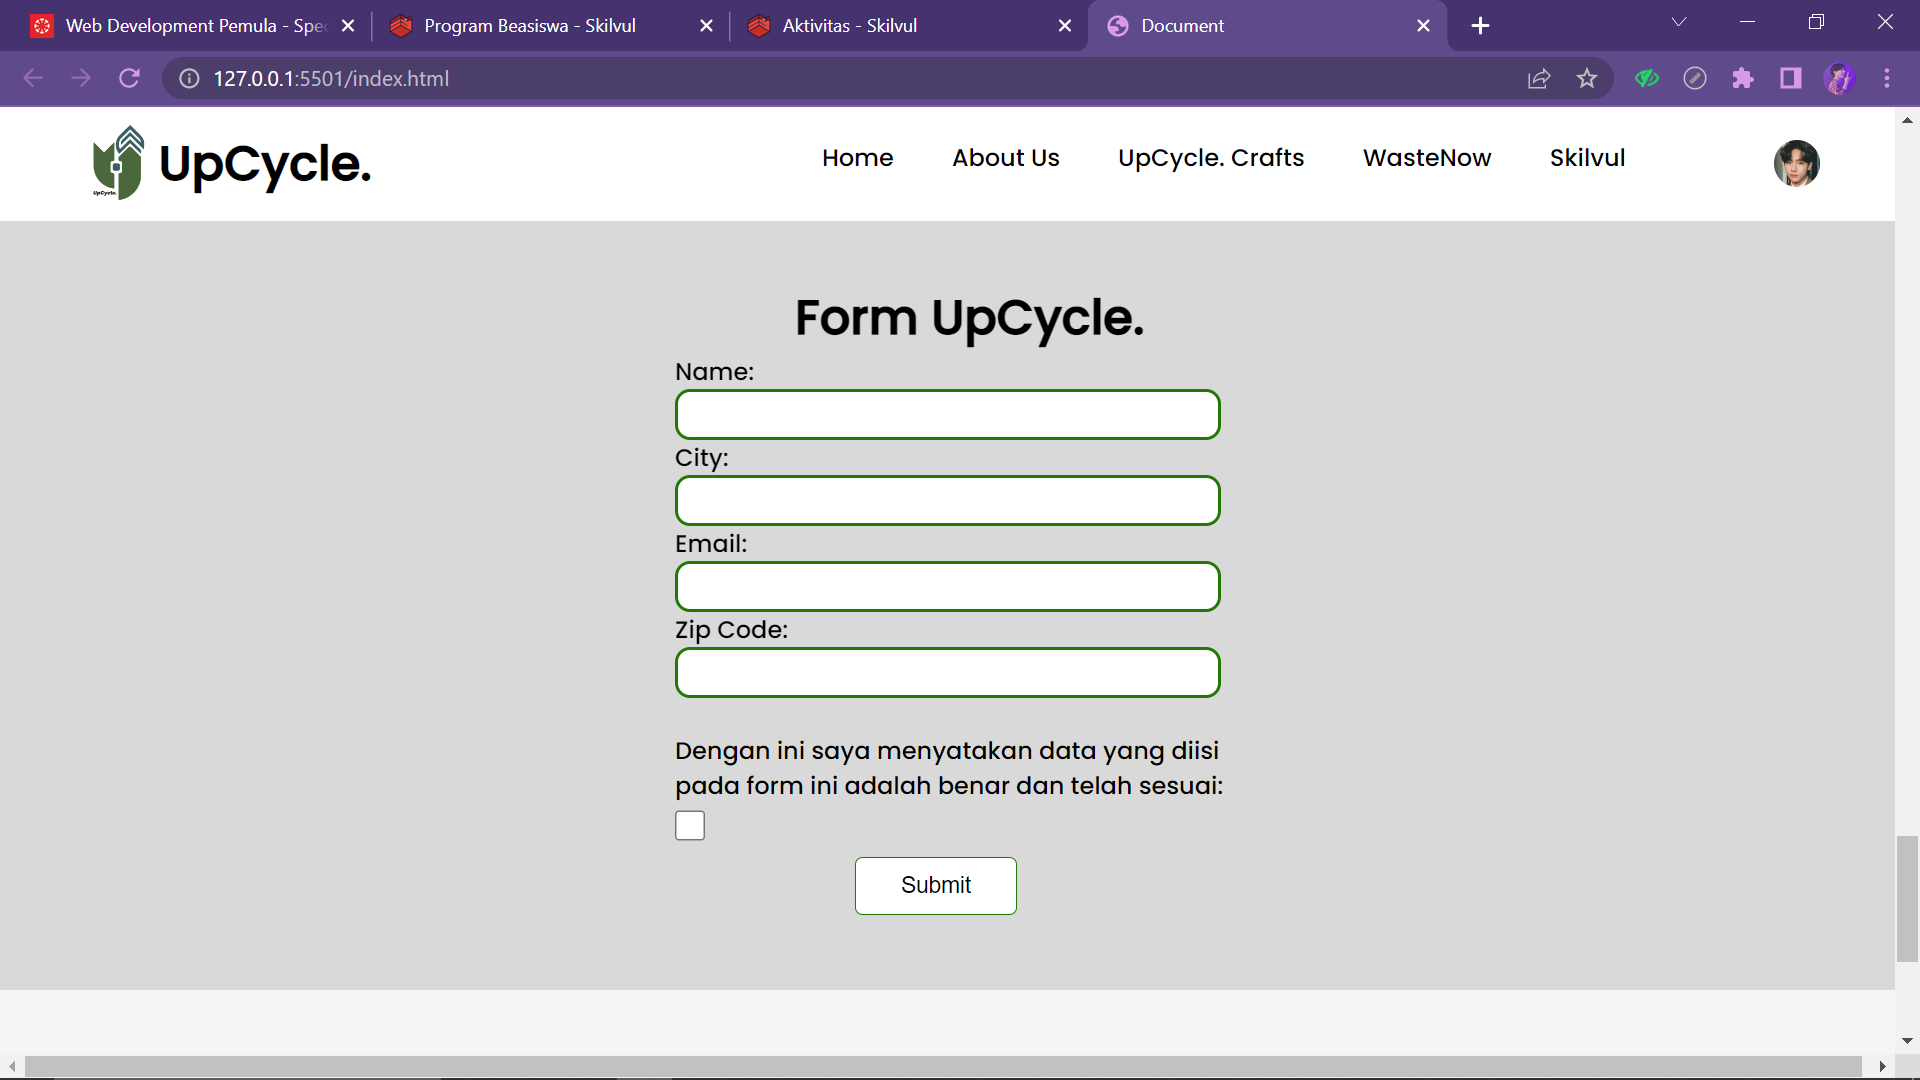 Web Development Pemula - Spe
Program Beasiswa - Skilvul
Aktivitas - Skilvul
Document
127.0.0.1:5501/index.html
UpCycle.
UpCycle.
Home
About Us
UpCycle. Crafts
WasteNow
Skilvul
Form UpCycle.
Name:
City:
Email:
Zip Code:
Dengan ini saya menyatakan data yang diisi
pada form ini adalah benar dan telah sesuai:
Submit